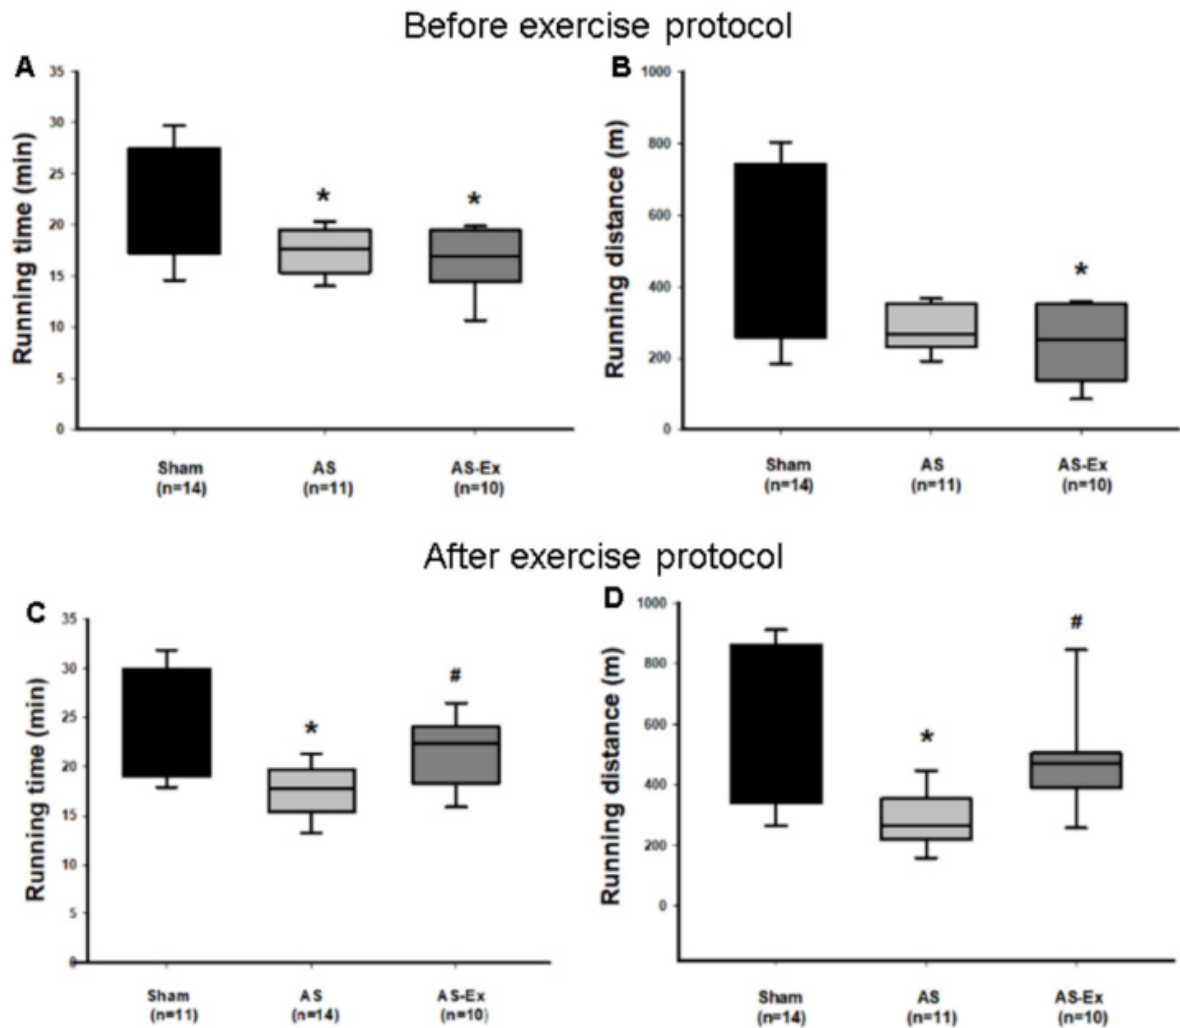 Before exercise protocol
A
B
Running time (min)
35
30
25
20
15
10
5
0
*
*
Sham
(n=14)
AS
(n=11)
AS-Ex
(n=10)
Running distance (m)
1000
800
600
400
200
0
*
Sham
(n=14)
AS
(n=11)
AS-Ex
(n=10)
After exercise protocol
C
D
Running time (min)
35
30
25
20
15
10
5
0
*
#
Sham
(n=11)
AS
(n=14)
AS-Ex
(n=10)
Running distance (m)
1000
800
600
400
200
0
*
#
Sham
(n=14)
AS
(n=11)
AS-Ex
(n=10)